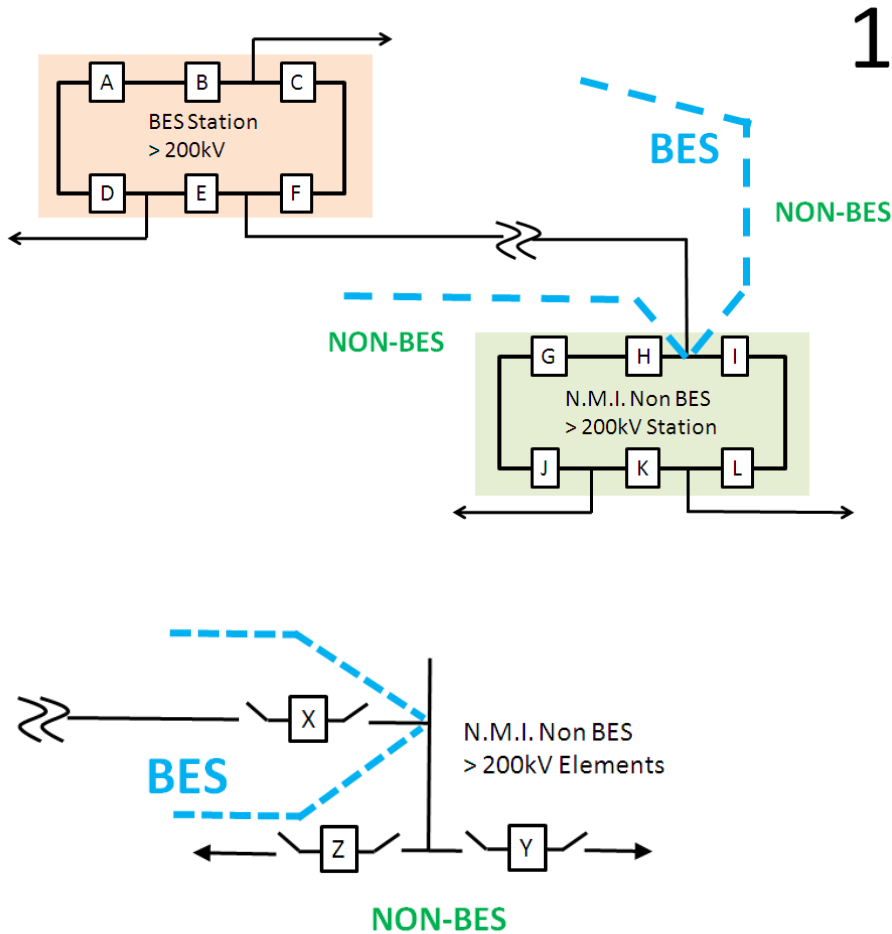 1
A B C
BES Station
> 200kV
D E F
BES
NON-BES
NON-BES
G H I
N.M.I. Non BES
> 200kV Station
J K L
X
N.M.I. Non BES
> 200kV Elements
BES
Z Y
NON-BES